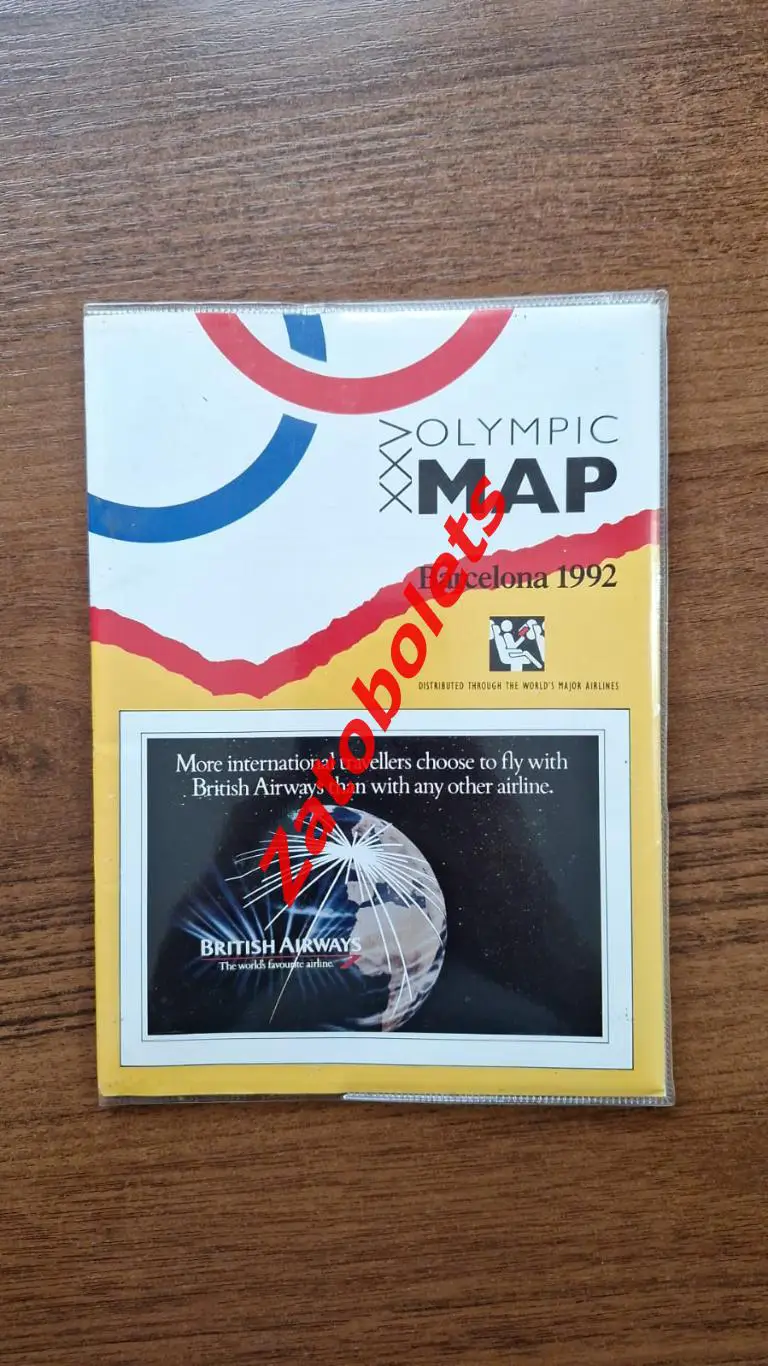 XXV OLYMPIC
MAP
Barcelona 1992
DISTRIBUTED THROUGH THE WORLD'S MAJOR AIRLINES
More international travellers choose to fly with
British Airways than with any other airline.
BRITISH AIRWAYS
The world's favourite airline.
Zatobolets